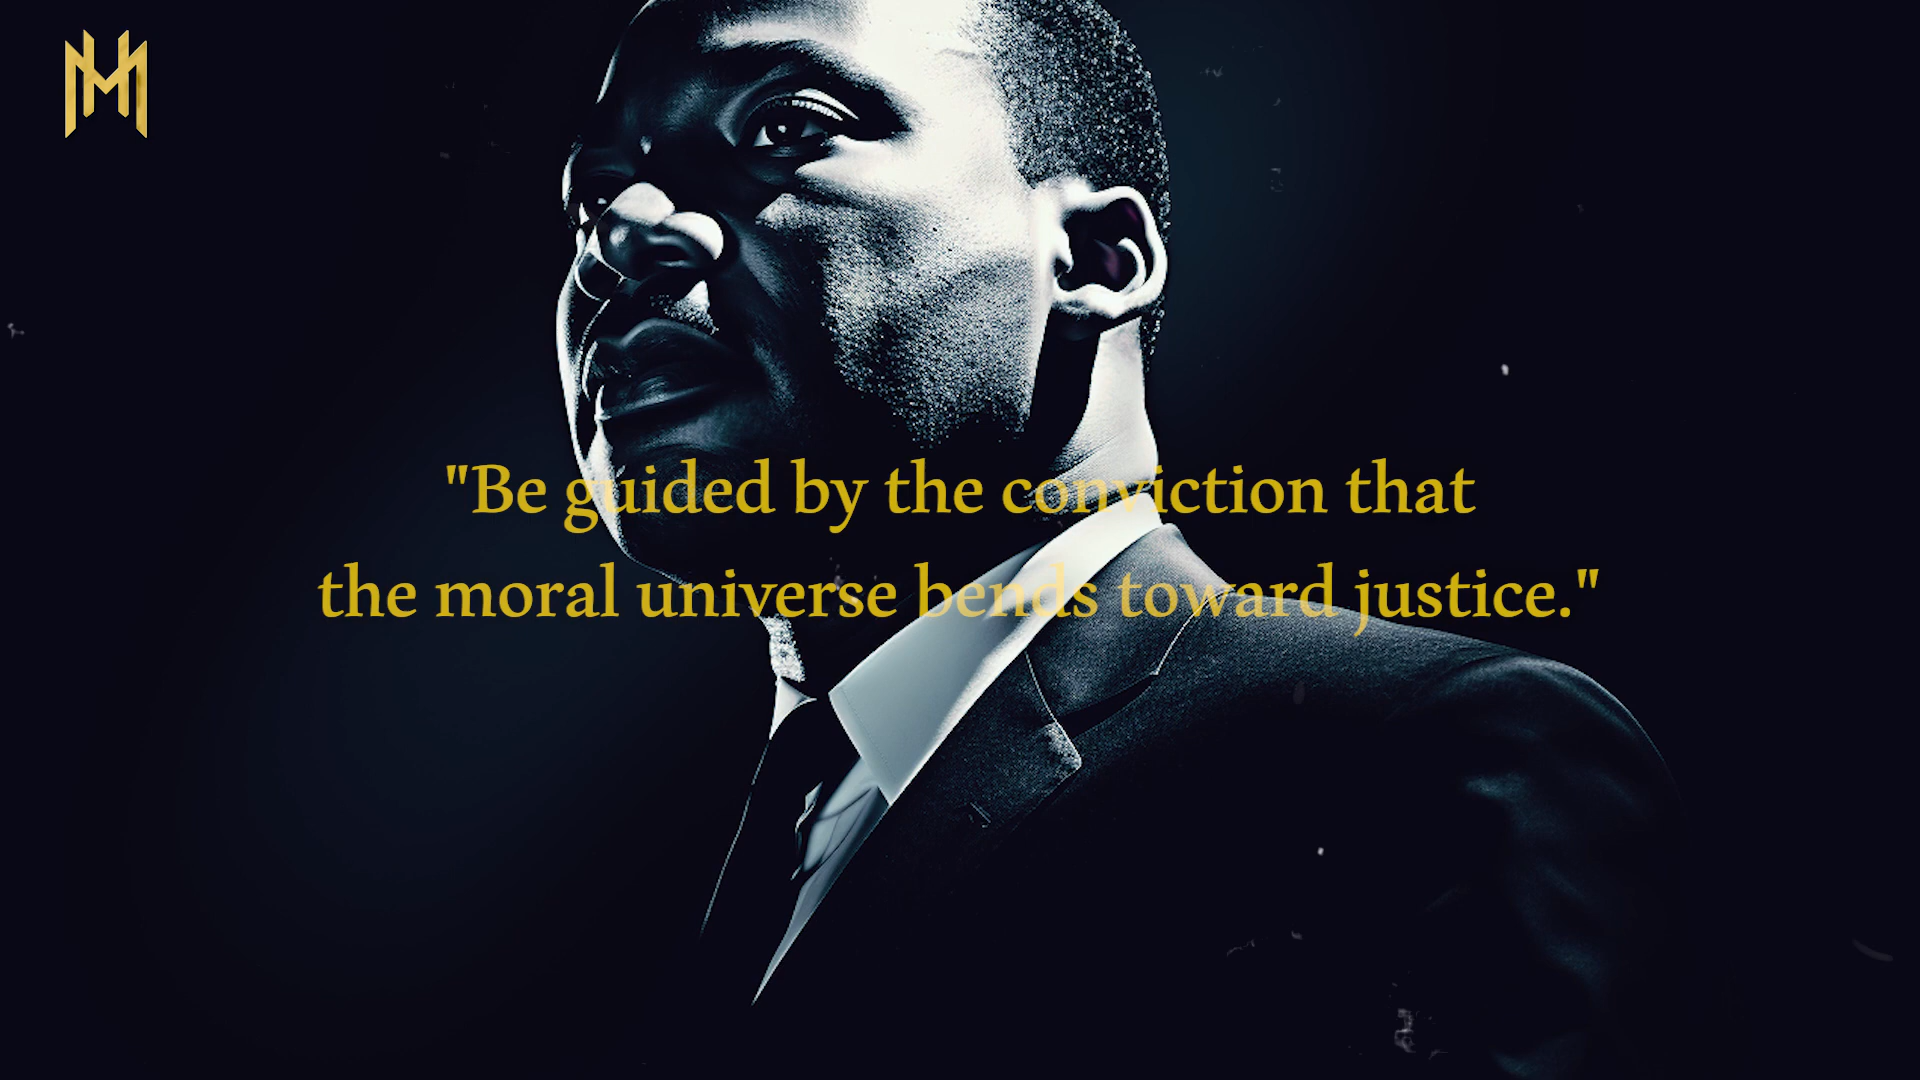 "Be guided by the conviction that
the moral universe bends toward justice."